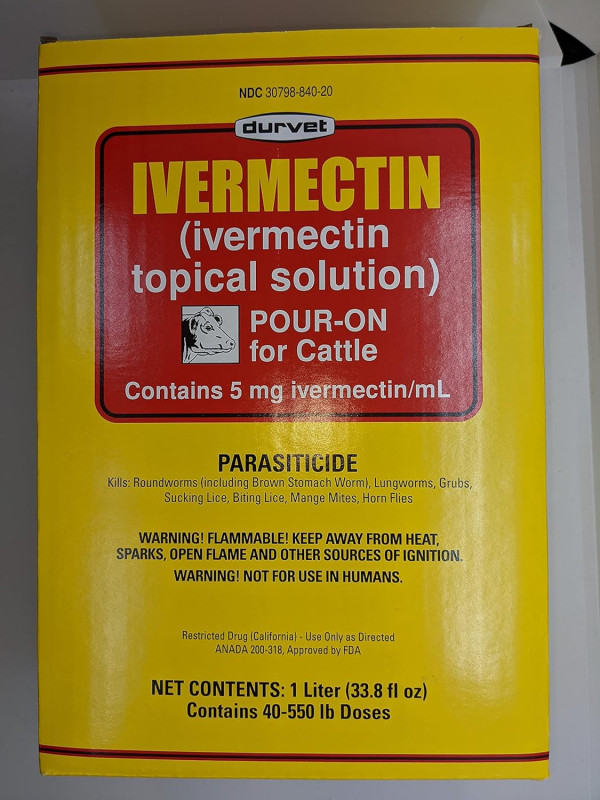 NDC 30798-840-20
durvet
IVERMECTIN
(ivermectin
topical solution)
POUR-ON
for Cattle
Contains 5 mg ivermectin/mL
PARASITICIDE
Kills: Roundworms (including Brown Stomach Worm), Lungworms, Grubs,
Sucking Lice, Biting Lice, Mange Mites, Horn Flies
WARNING! FLAMMABLE! KEEP AWAY FROM HEAT,
SPARKS, OPEN FLAME AND OTHER SOURCES OF IGNITION.
WARNING! NOT FOR USE IN HUMANS.
Restricted Drug (California) - Use Only as Directed
ANADA 200-318, Approved by FDA
NET CONTENTS: 1 Liter (33.8 fl oz)
Contains 40-550 lb Doses